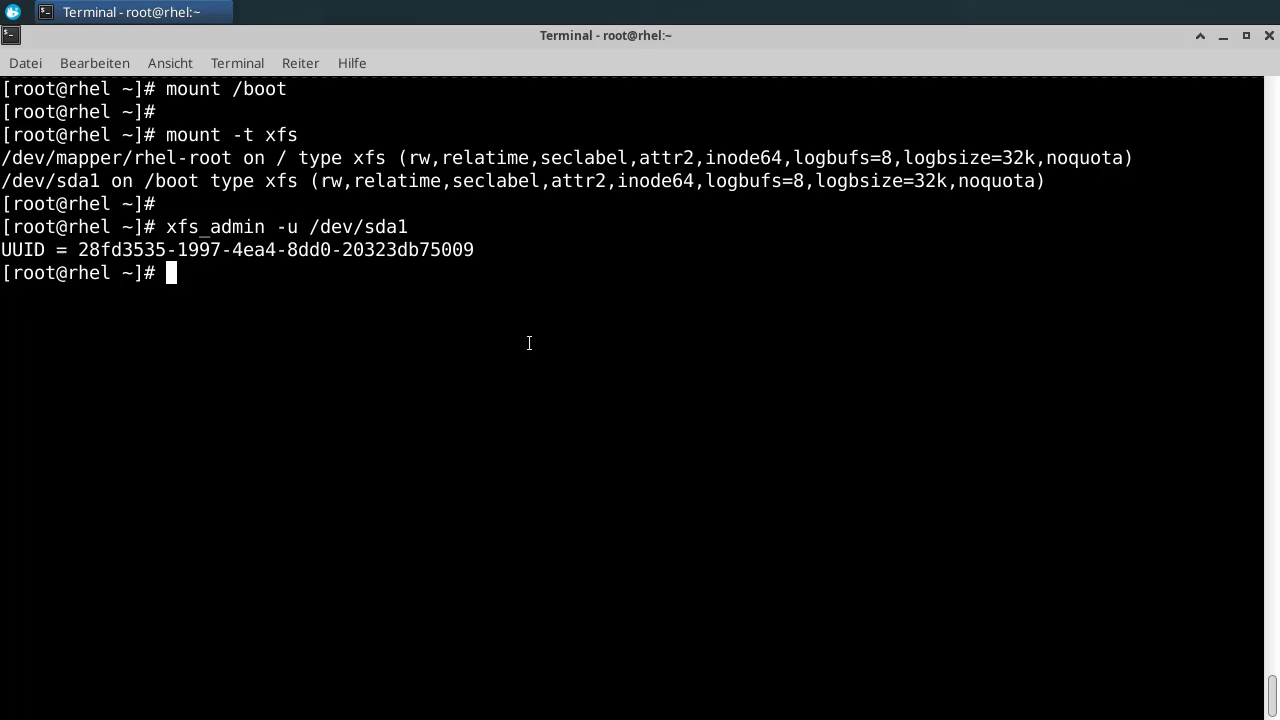 Terminal - root@rhel:~
Terminal - root@rhel:~
Datei Bearbeiten Ansicht Terminal Reiter Hilfe
[root@rhel ~]# mount /boot
[root@rhel ~]#
[root@rhel ~]# mount -t xfs
/dev/mapper/rhel-root on / type xfs (rw,relatime,seclabel,attr2,inode64,logbufs=8,logbsize=32k,noquota)
/dev/sda1 on /boot type xfs (rw,relatime,seclabel,attr2,inode64,logbufs=8,logbsize=32k,noquota)
[root@rhel ~]#
[root@rhel ~]# xfs_admin -u /dev/sda1
UUID = 28fd3535-1997-4ea4-8dd0-20323db75009
[root@rhel ~]#